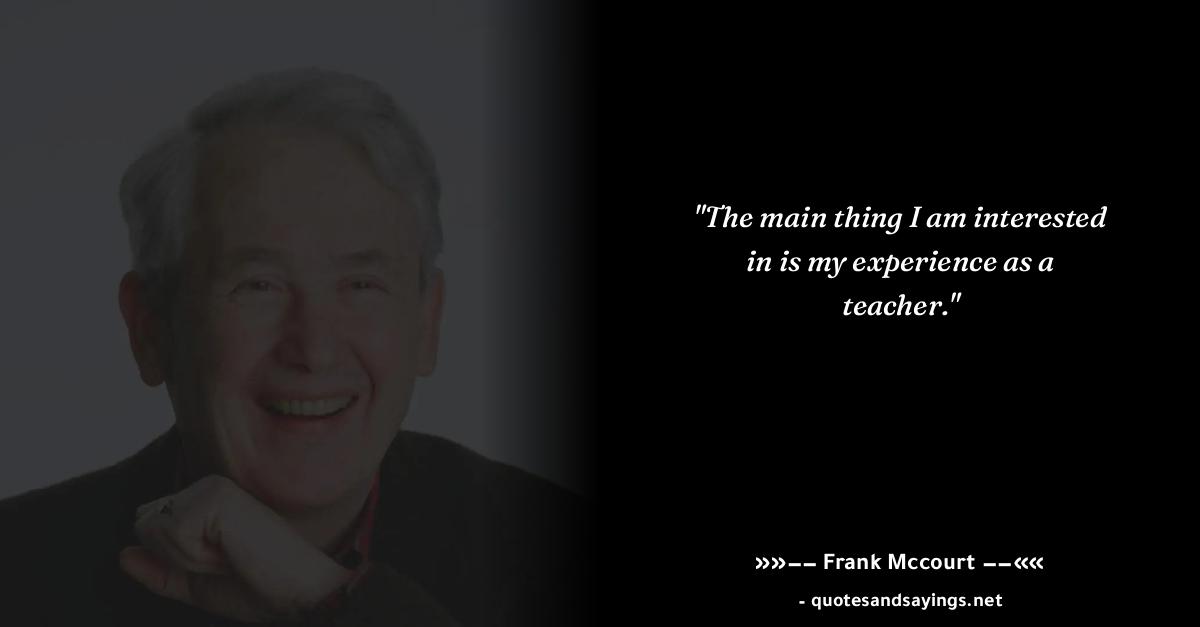 "The main thing I am interested
in is my experience as a
teacher."
»»–– Frank Mccourt ––««
- quotesandsayings.net